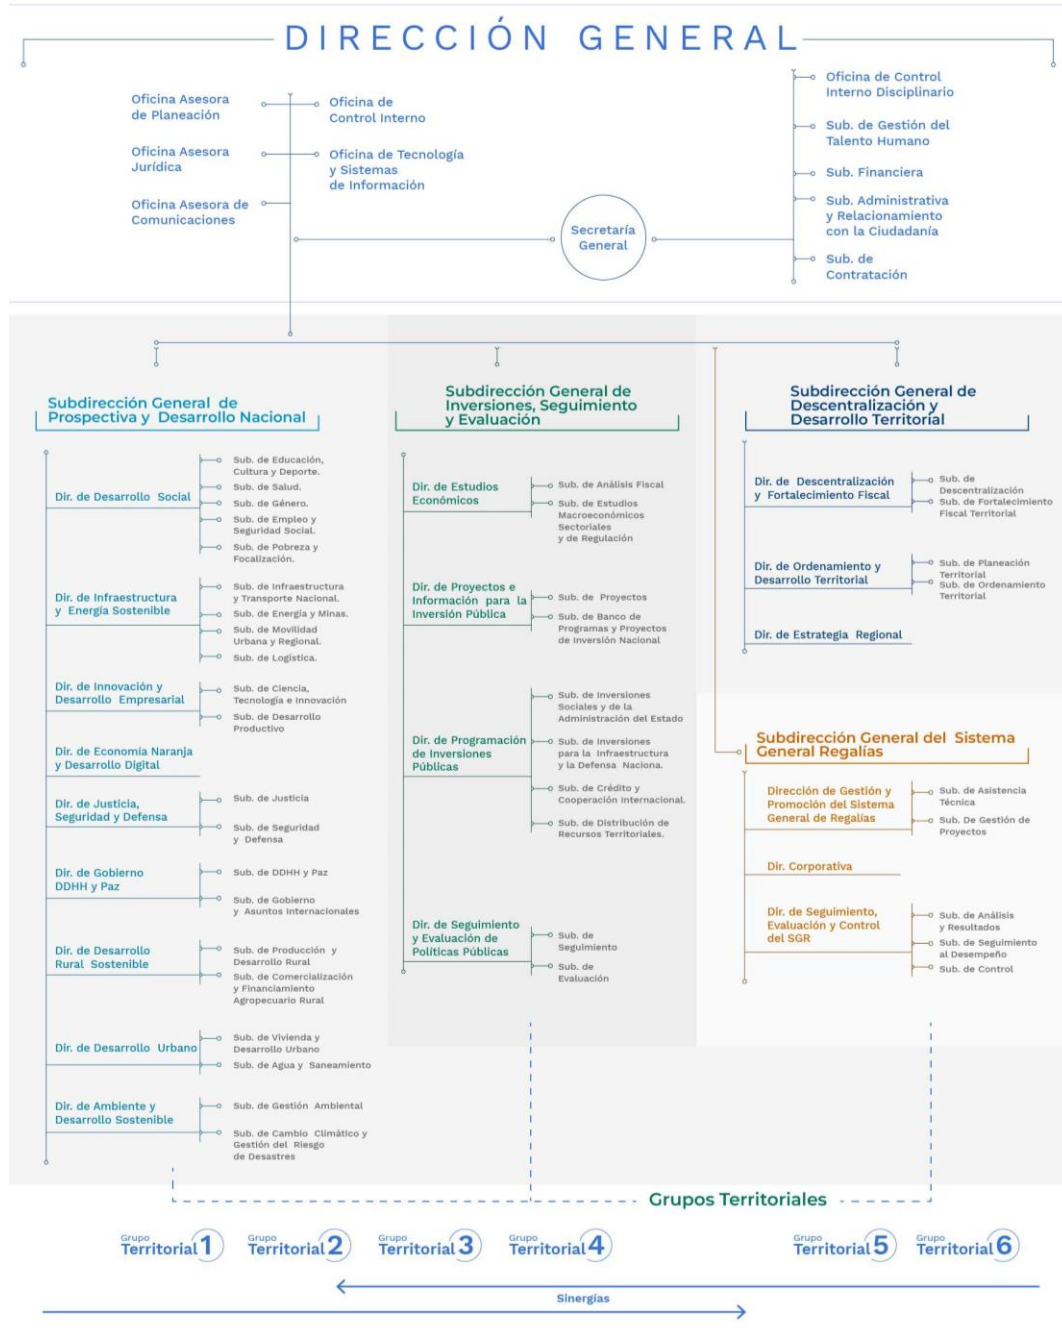 DIRECCIÓN GENERAL
Oficina Asesora
de Planeación
Oficina de
Control Interno
Oficina Asesora
Jurídica
Oficina de Tecnología
y Sistemas
de Información
Oficina Asesora de
Comunicaciones
Secretaría
General
Oficina de Control
Interno Disciplinario
Sub. de Gestión del
Talento Humano
Sub. Financiera
Sub. Administrativa
y Relacionamiento
con la Ciudadanía
Sub. de
Contratación
Subdirección General de
Prospectiva y Desarrollo Nacional
Dir. de Desarrollo Social
Sub. de Educación,
Cultura y Deporte.
Sub. de Salud.
Sub. de Género.
Sub. de Empleo y
Seguridad Social.
Sub. de Pobreza y
Focalización.
Dir. de Infraestructura
y Energía Sostenible
Sub. de Infraestructura
y Transporte Nacional.
Sub. de Energía y Minas.
Sub. de Movilidad
Urbana y Regional.
Sub. de Logística.
Dir. de Innovación y
Desarrollo Empresarial
Sub. de Ciencia,
Tecnología e Innovación
Sub. de Desarrollo
Productivo
Dir. de Economía Naranja
y Desarrollo Digital
Dir. de Justicia,
Seguridad y Defensa
Sub. de Justicia
Sub. de Seguridad
y Defensa
Dir. de Gobierno
DDHH y Paz
Sub. de DDHH y Paz
Sub. de Gobierno
y Asuntos Internacionales
Dir. de Desarrollo
Rural Sostenible
Sub. de Producción y
Desarrollo Rural
Sub. de Comercialización
y Financiamiento
Agropecuario Rural
Dir. de Desarrollo Urbano
Sub. de Vivienda y
Desarrollo Urbano
Sub. de Agua y Saneamiento
Dir. de Ambiente y
Desarrollo Sostenible
Sub. de Gestión Ambiental
Sub. de Cambio Climático y
Gestión del Riesgo
de Desastres
Subdirección General de
Inversiones, Seguimiento
y Evaluación
Dir. de Estudios
Económicos
Sub. de Análisis Fiscal
Sub. de Estudios
Macroeconómicos
Sectoriales
y de Regulación
Dir. de Proyectos e
Información para la
Inversión Pública
Sub. de Proyectos
Sub. de Banco de
Programas y Proyectos
de Inversión Nacional
Dir. de Programación
de Inversiones
Públicas
Sub. de Inversiones
Sociales y de la
Administración del Estado
Sub. de Inversiones
para la Infraestructura
y la Defensa Naciona.
Sub. de Crédito y
Cooperación Internacional.
Sub. de Distribución de
Recursos Territoriales.
Dir. de Seguimiento
y Evaluación de
Políticas Públicas
Sub. de
Seguimiento
Sub. de
Evaluación
Subdirección General de
Descentralización y
Desarrollo Territorial
Dir. de Descentralización
y Fortalecimiento Fiscal
Sub. de
Descentralización
Sub. de Fortalecimiento
Fiscal Territorial
Dir. de Ordenamiento y
Desarrollo Territorial
Sub. de Planeación
Territorial
Sub. de Ordenamiento
Territorial
Dir. de Estrategia Regional
Subdirección General del Sistema
General Regalías
Dirección de Gestión y
Promoción del Sistema
General de Regalías
Sub. de Asistencia
Técnica
Sub. De Gestión de
Proyectos
Dir. Corporativa
Dir. de Seguimiento,
Evaluación y Control
del SGR
Sub. de Análisis
y Resultados
Sub. de Seguimiento
al Desempeño
Sub. de Control
Grupos Territoriales
Grupo
Territorial 1
Grupo
Territorial 2
Grupo
Territorial 3
Grupo
Territorial 4
Grupo
Territorial 5
Grupo
Territorial 6
Sinergías